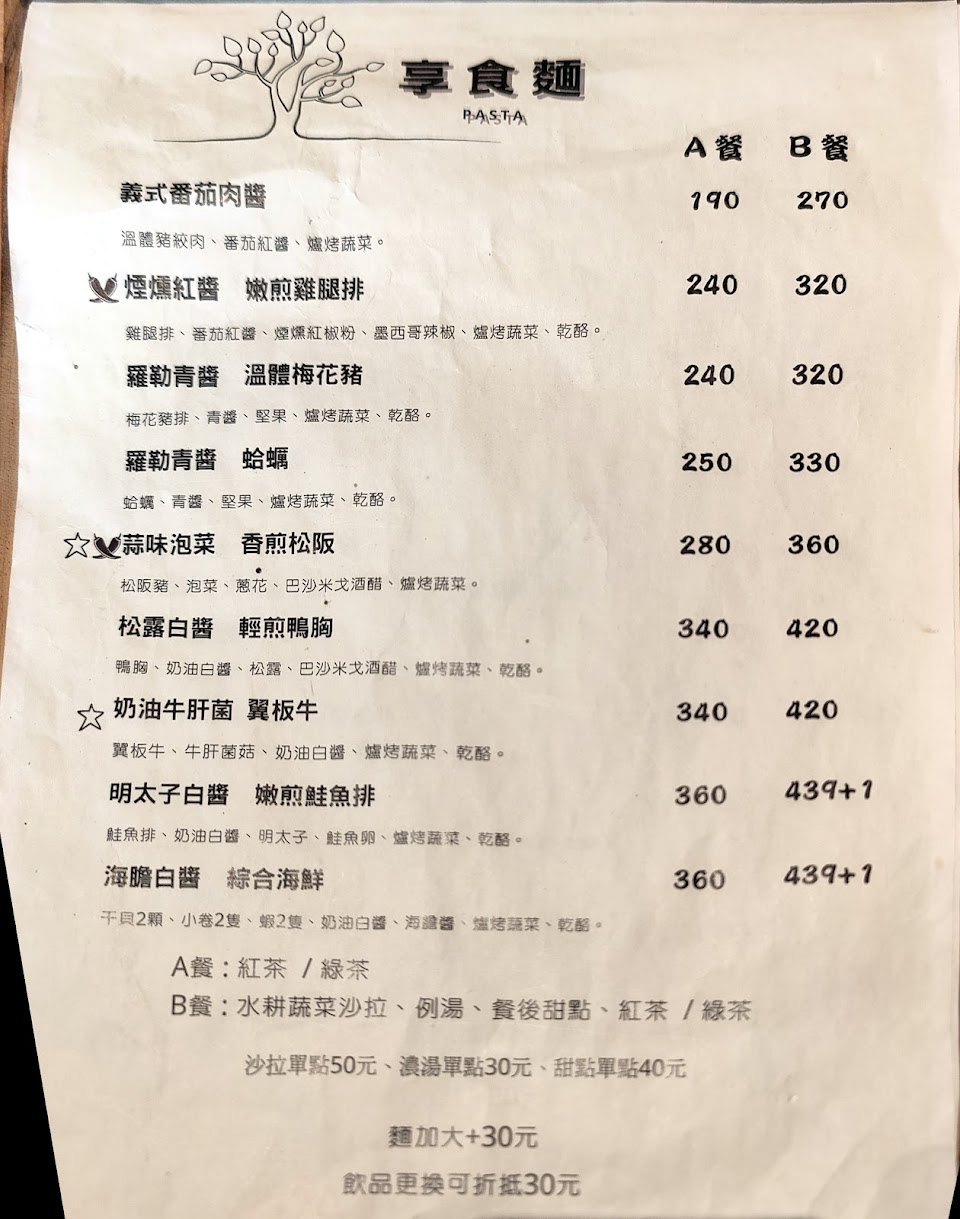 享食麵
PASTA
A餐 B餐
義式番茄肉醬 190 270
溫體豬絞肉、番茄紅醬、爐烤蔬菜。
煙燻紅醬 嫩煎雞腿排 240 320
雞腿排、番茄紅醬、煙燻紅椒粉、墨西哥辣椒、爐烤蔬菜、乾酪。
羅勒青醬 溫體梅花豬 240 320
梅花豬排、青醬、堅果、爐烤蔬菜、乾酪。
羅勒青醬 蛤蠣 250 330
蛤蠣、青醬、堅果、爐烤蔬菜、乾酪。
蒜味泡菜 香煎松阪 280 360
松阪豬、泡菜、蔥花、巴沙米戈酒醋、爐烤蔬菜。
松露白醬 輕煎鴨胸 340 420
鴨胸、奶油白醬、松露、巴沙米戈酒醋、爐烤蔬菜、乾酪。
奶油牛肝菌 翼板牛 340 420
翼板牛、牛肝菌菇、奶油白醬、爐烤蔬菜、乾酪。
明太子白醬 嫩煎鮭魚排 360 439+1
鮭魚排、奶油白醬、明太子、鮭魚卵、爐烤蔬菜、乾酪。
海膽白醬 綜合海鮮 360 439+1
干貝2顆、小卷2隻、蝦2隻、奶油白醬、海膽醬、爐烤蔬菜、乾酪。
A餐：紅茶 / 綠茶
B餐：水耕蔬菜沙拉、例湯、餐後甜點、紅茶 / 綠茶
沙拉單點50元、濃湯單點30元、甜點單點40元
麵加大+30元
飲品更換可折抵30元